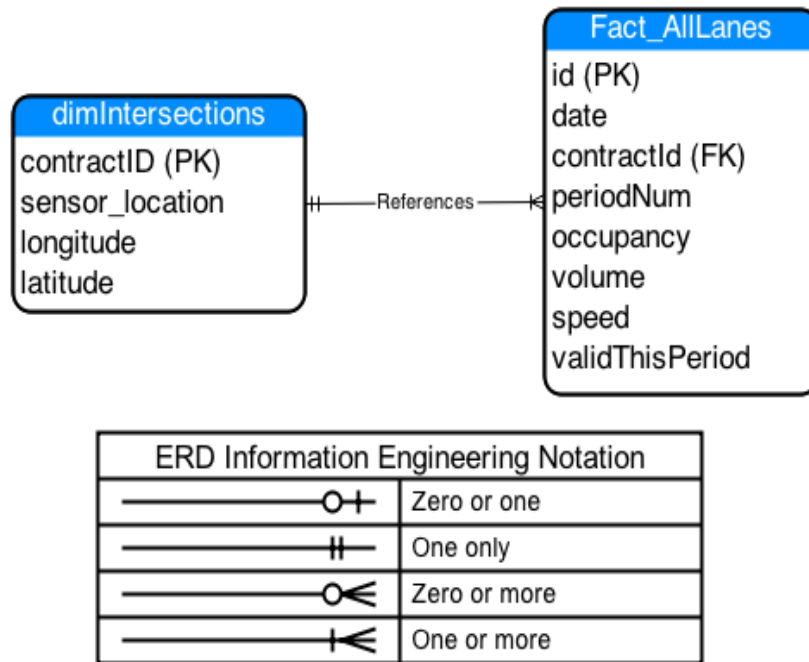 dimIntersections
contractID (PK)
sensor_location
longitude
latitude
References
Fact_AllLanes
id (PK)
date
contractId (FK)
periodNum
occupancy
volume
speed
validThisPeriod
ERD Information Engineering Notation
Zero or one
One only
Zero or more
One or more